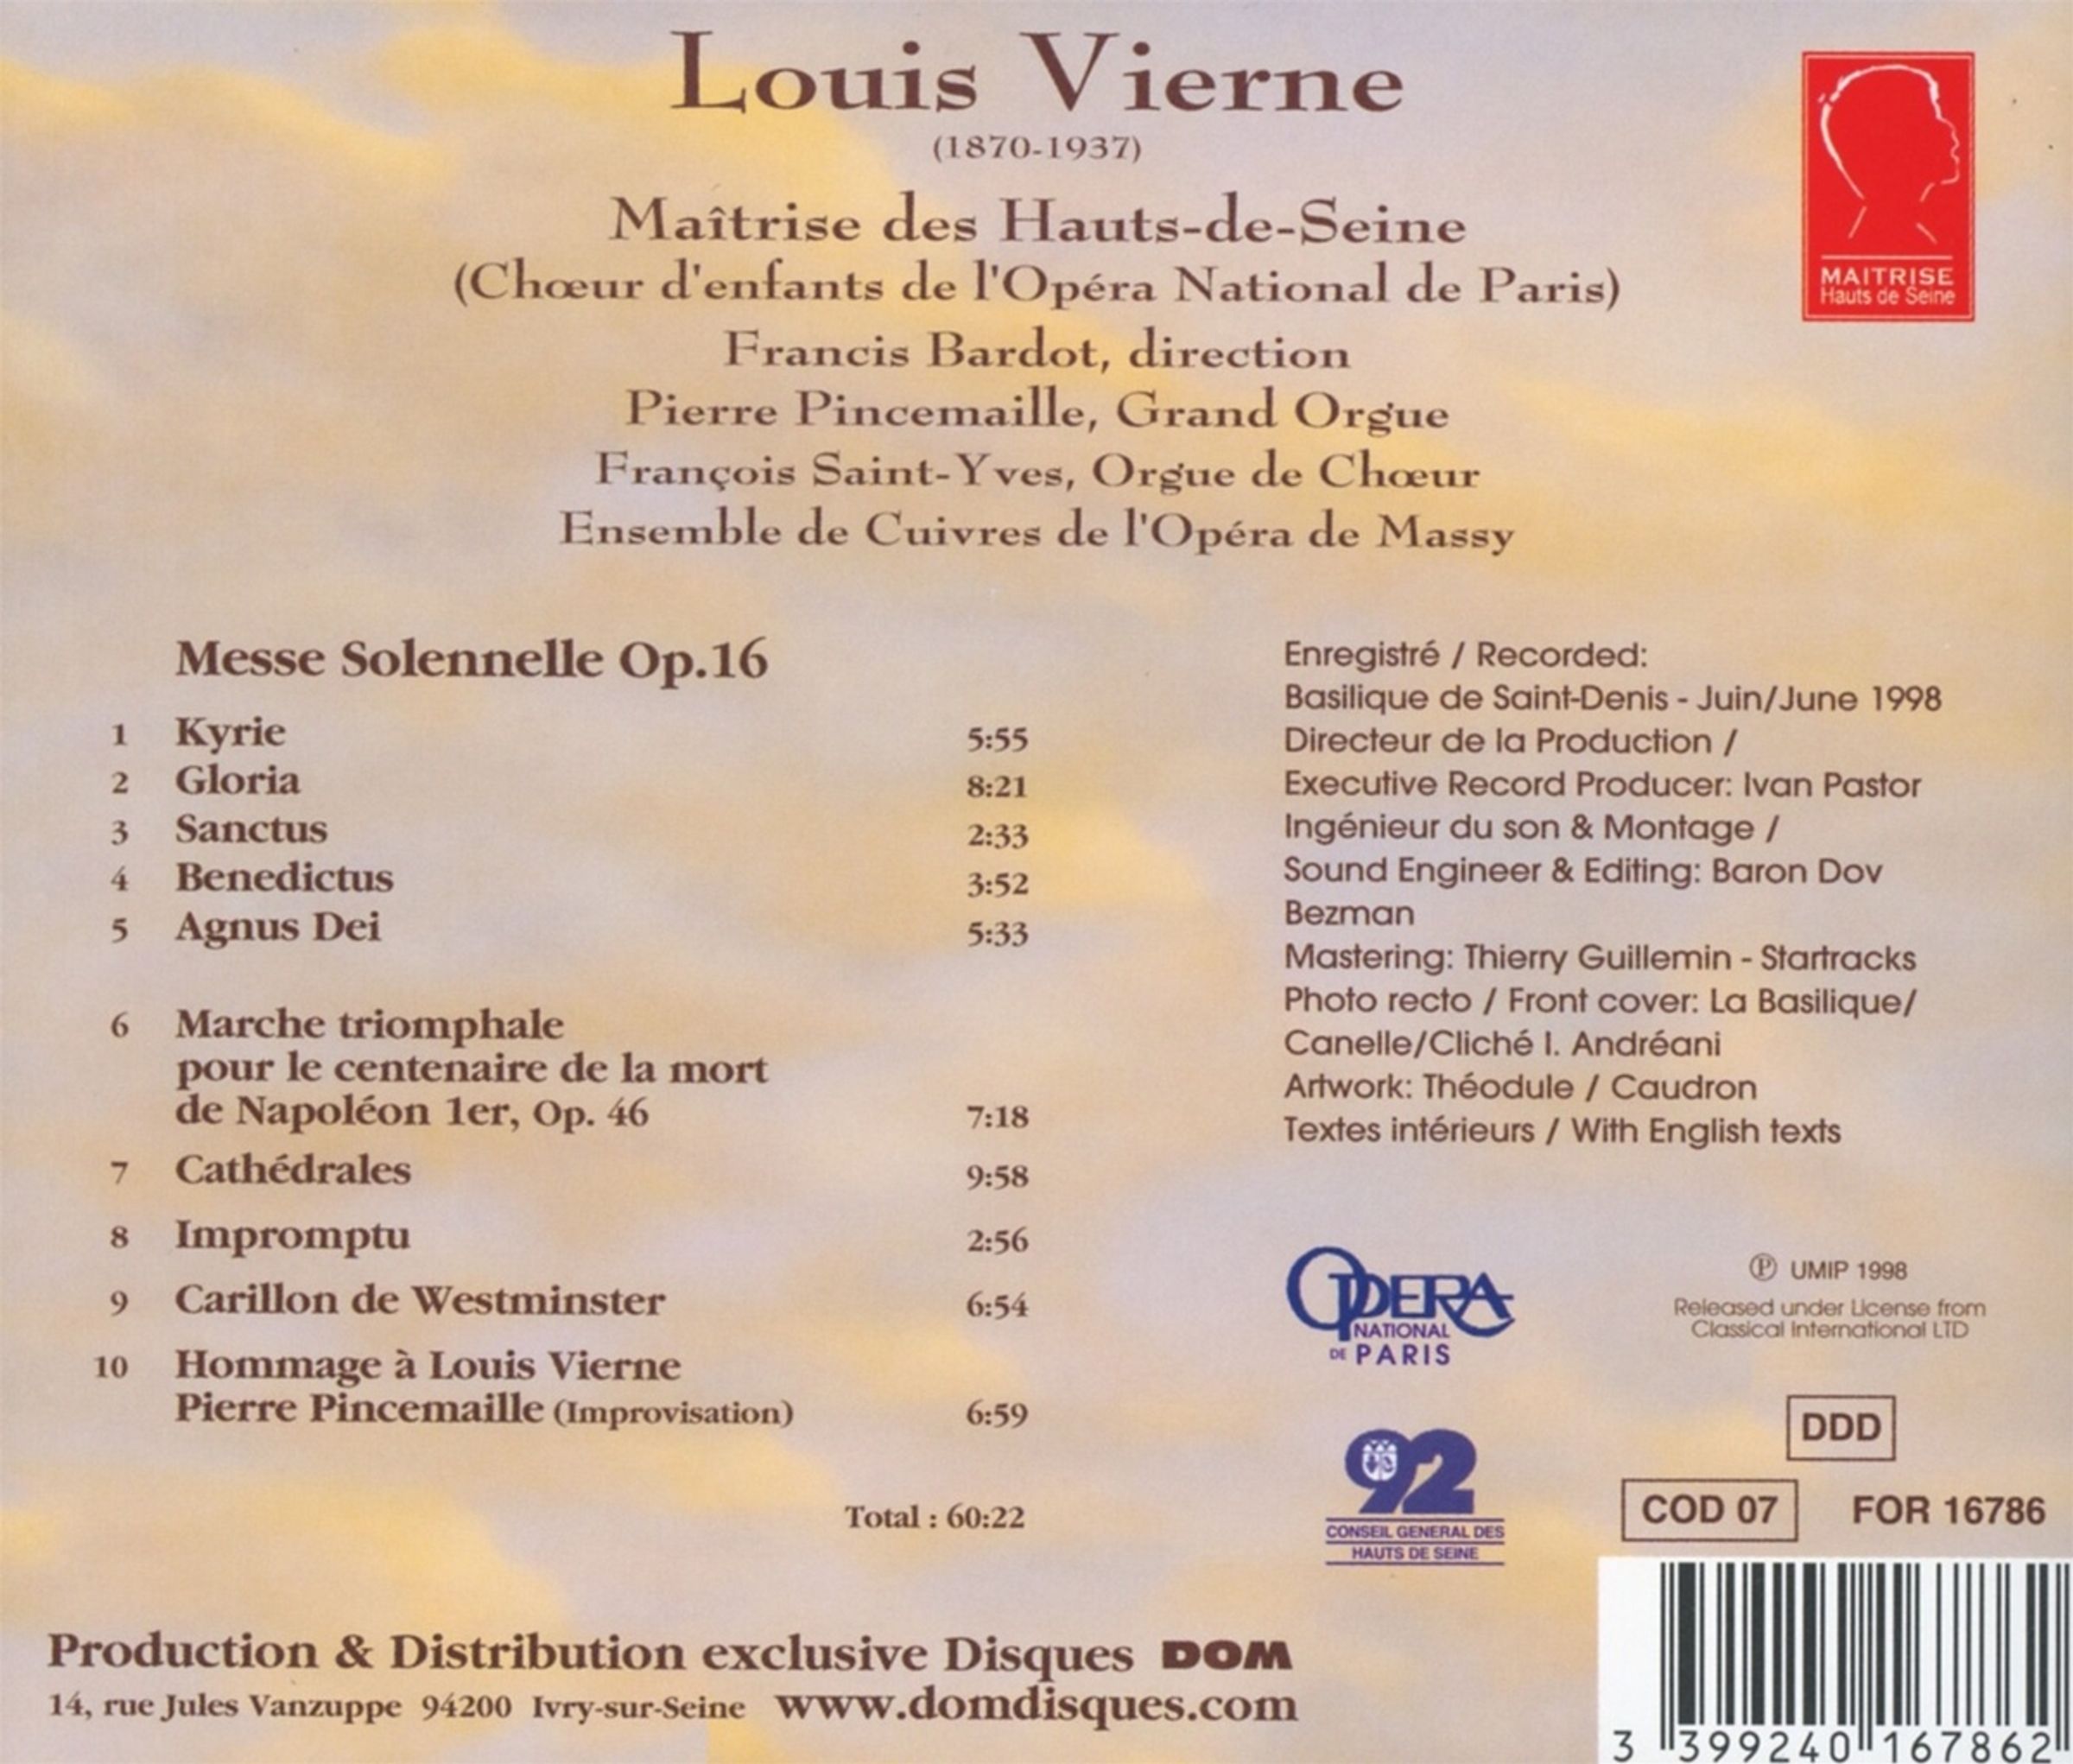 Louis Vierne
(1870-1937)
Maîtrise des Hauts-de-Seine
(Chœur d'enfants de l'Opéra National de Paris)
Francis Bardot, direction
Pierre Pincemaille, Grand Orgue
François Saint-Yves, Orgue de Chœur
Ensemble de Cuivres de l'Opéra de Massy
MAITRISE
Hauts de Seine
Messe Solennelle Op.16
1 Kyrie 5:55
2 Gloria 8:21
3 Sanctus 2:33
4 Benedictus 3:52
5 Agnus Dei 5:33
6 Marche triomphale
pour le centenaire de la mort
de Napoléon 1er, Op. 46 7:18
7 Cathédrales 9:58
8 Impromptu 2:56
9 Carillon de Westminster 6:54
10 Hommage à Louis Vierne
Pierre Pincemaille (Improvisation) 6:59
Total : 60:22
Enregistré / Recorded:
Basilique de Saint-Denis - Juin/June 1998
Directeur de la Production /
Executive Record Producer: Ivan Pastor
Ingénieur du son & Montage /
Sound Engineer & Editing: Baron Dov
Bezman
Mastering: Thierry Guillemin - Startracks
Photo recto / Front cover: La Basilique/
Canelle/Cliché I. Andréani
Artwork: Théodule / Caudron
Textes intérieurs / With English texts
OPERA
NATIONAL
DE PARIS
℗ UMIP 1998
Released under License from
Classical International LTD
92
CONSEIL GENERAL DES
HAUTS DE SEINE
DDD
COD 07 FOR 16786
Production & Distribution exclusive Disques DOM
14, rue Jules Vanzuppe 94200 Ivry-sur-Seine www.domdisques.com
3 399240 167862